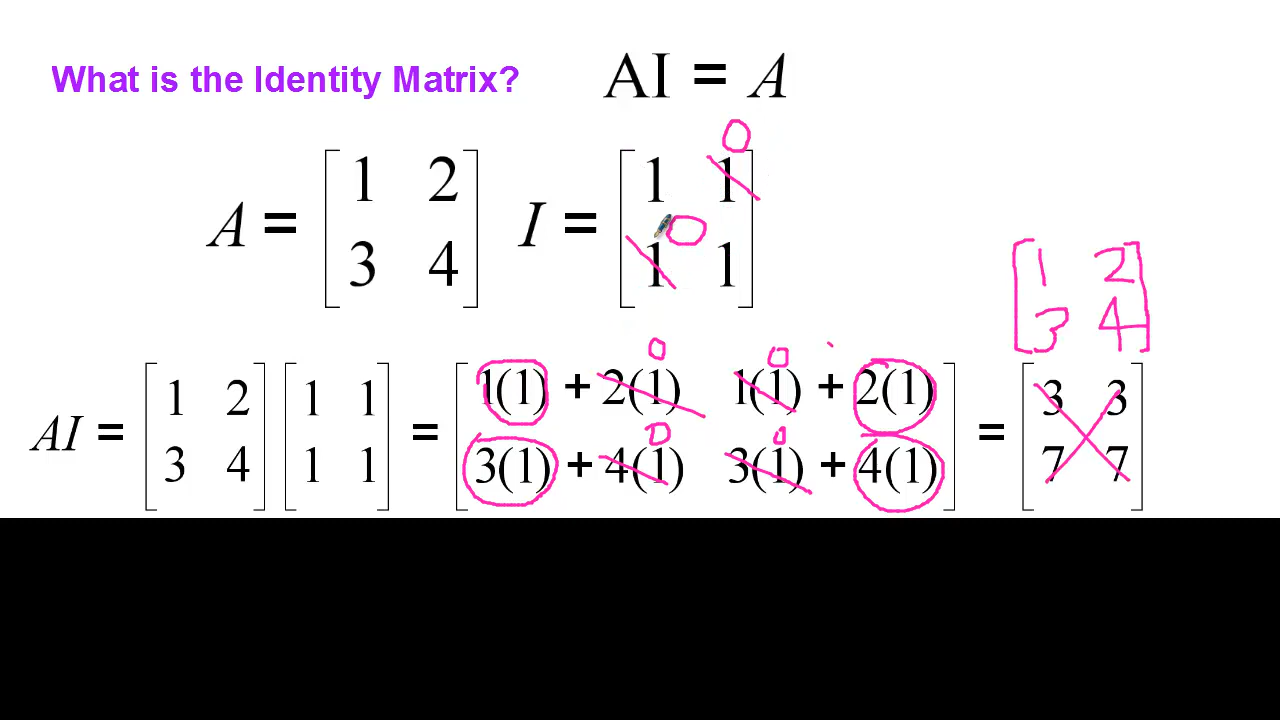 What is the Identity Matrix? AI = A
0
A = [1 2 I = [1 1
0
3 4] 1 1]
[1 2
3 4]
0 0
AI = [1 2 [1 1 = [1(1) + 2(1) 1(1) + 2(1) = [3 3
0 0
3 4] 1 1] 3(1) + 4(1) 3(1) + 4(1)] 7 7]